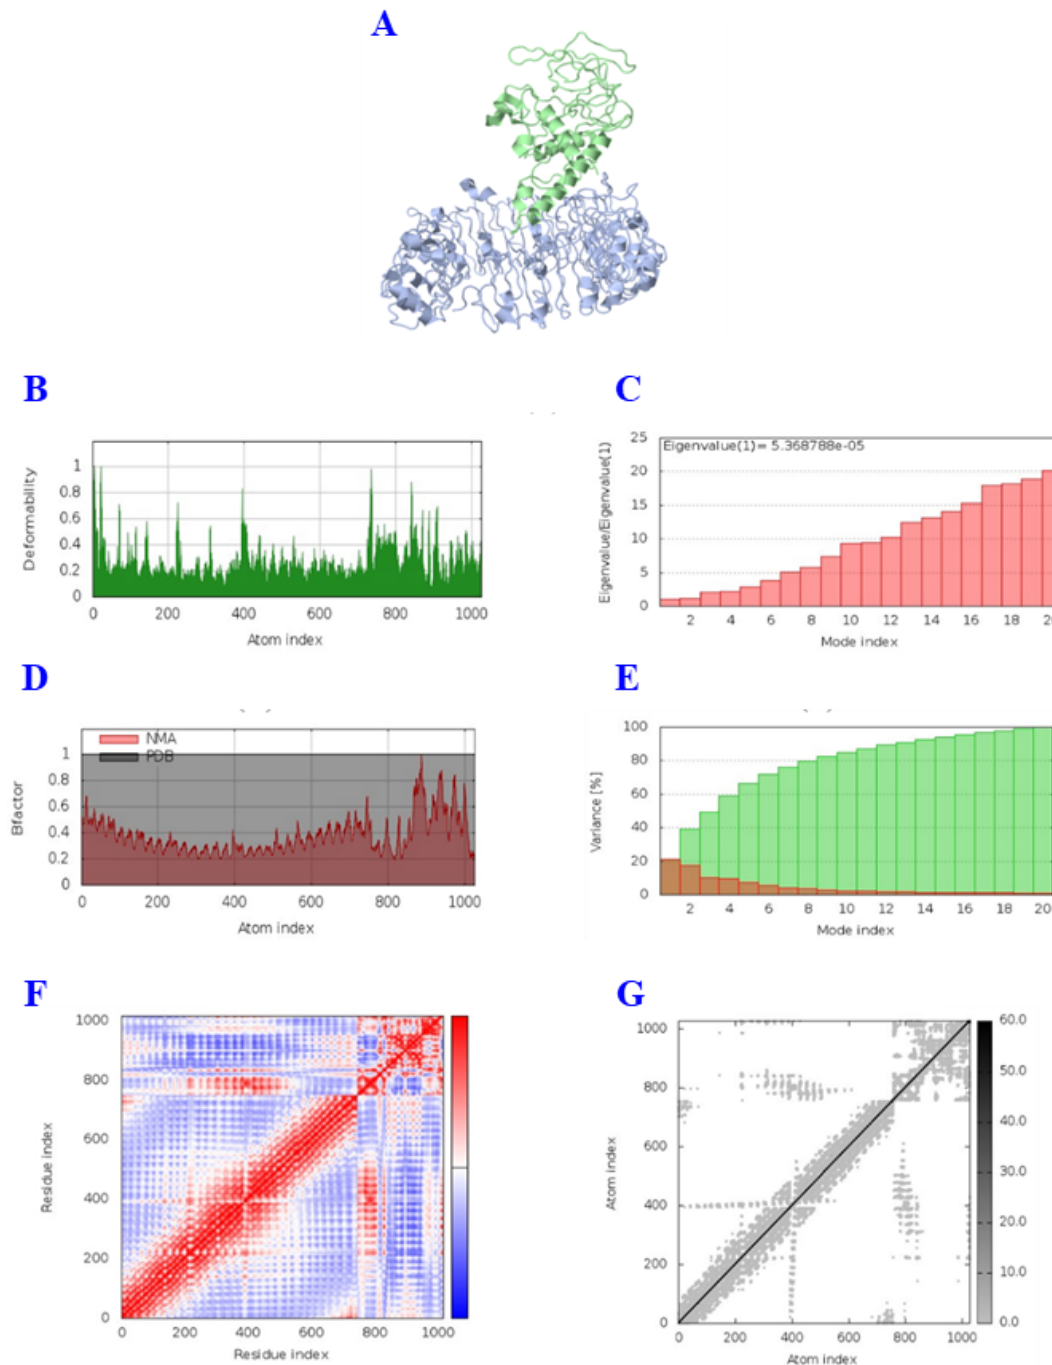 A
B
C
Deformability
1
0.8
0.6
0.4
0.2
0
0 200 400 600 800 1000
Atom index
Eigenvalue(1)= 5.368788e-05
Eigenvalue/Eigenvalue(1)
25
20
15
10
5
0
2 4 6 8 10 12 14 16 18 20
Mode index
D
E
NMA
PDB
Bfactor
1
0.8
0.6
0.4
0.2
0
0 200 400 600 800 1000
Atom index
Variance [%]
100
80
60
40
20
0
2 4 6 8 10 12 14 16 18 20
Mode index
F
G
Residue index
1000
800
600
400
200
0
0 200 400 600 800 1000
Residue index
Atom index
1000
800
600
400
200
0
0 200 400 600 800 1000
Atom index
60.0
50.0
40.0
30.0
20.0
10.0
0.0